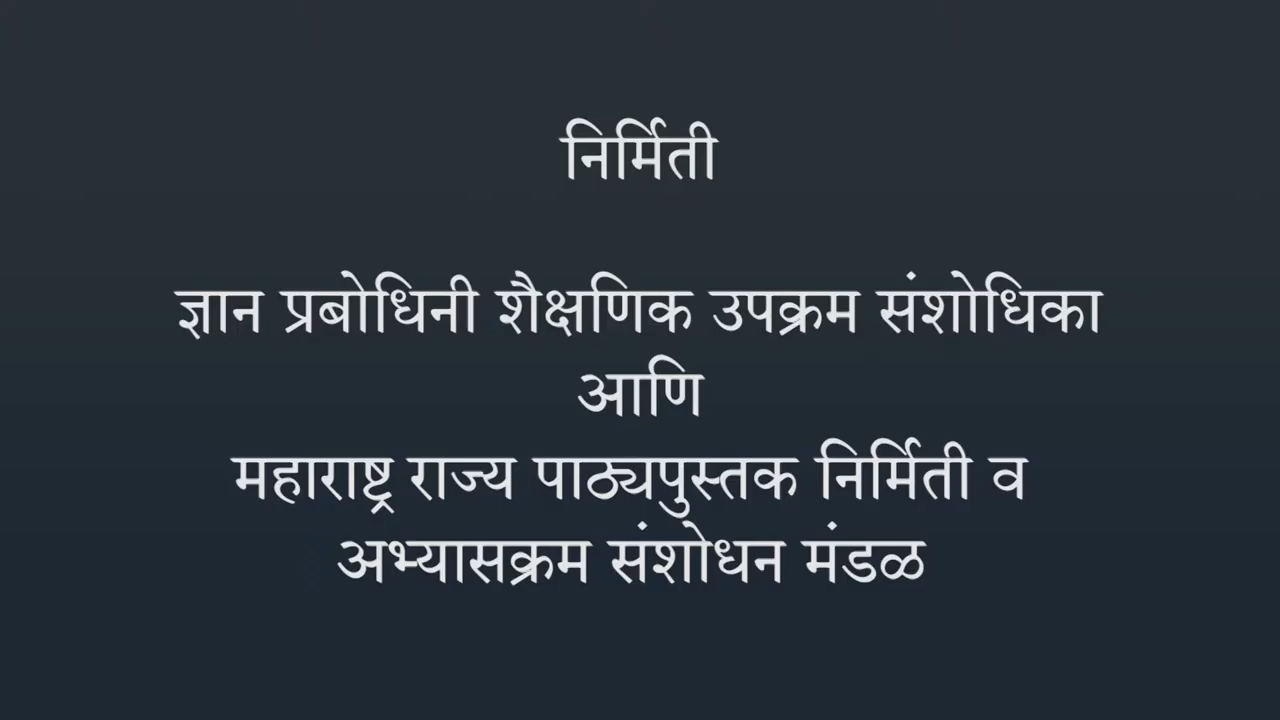 निर्मिती
ज्ञान प्रबोधिनी शैक्षणिक उपक्रम संशोधिका
आणि
महाराष्ट्र राज्य पाठ्यपुस्तक निर्मिती व
अभ्यासक्रम संशोधन मंडळ